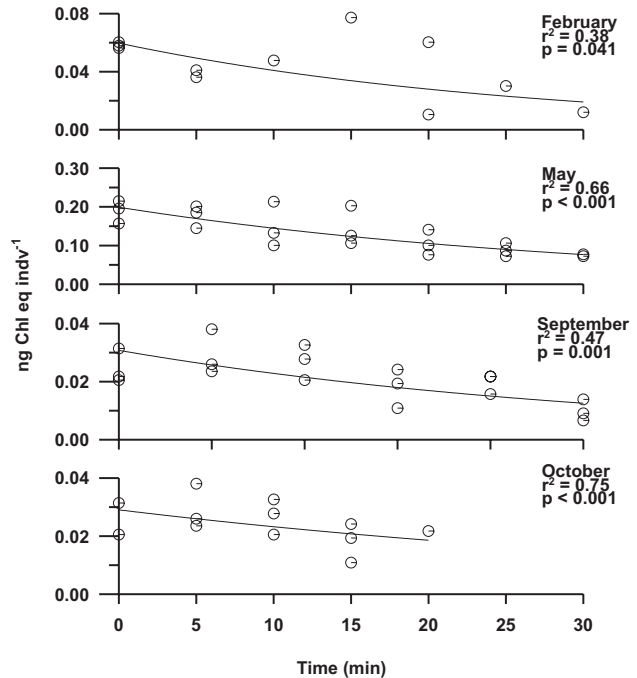 0.08
0.04
0.00
February
r² = 0.38
p = 0.041
0.30
0.20
0.10
0.00
May
r² = 0.66
p < 0.001
ng Chl eq indv⁻¹
0.04
0.02
0.00
September
r² = 0.47
p = 0.001
0.04
0.02
0.00
October
r² = 0.75
p < 0.001
0 5 10 15 20 25 30
Time (min)